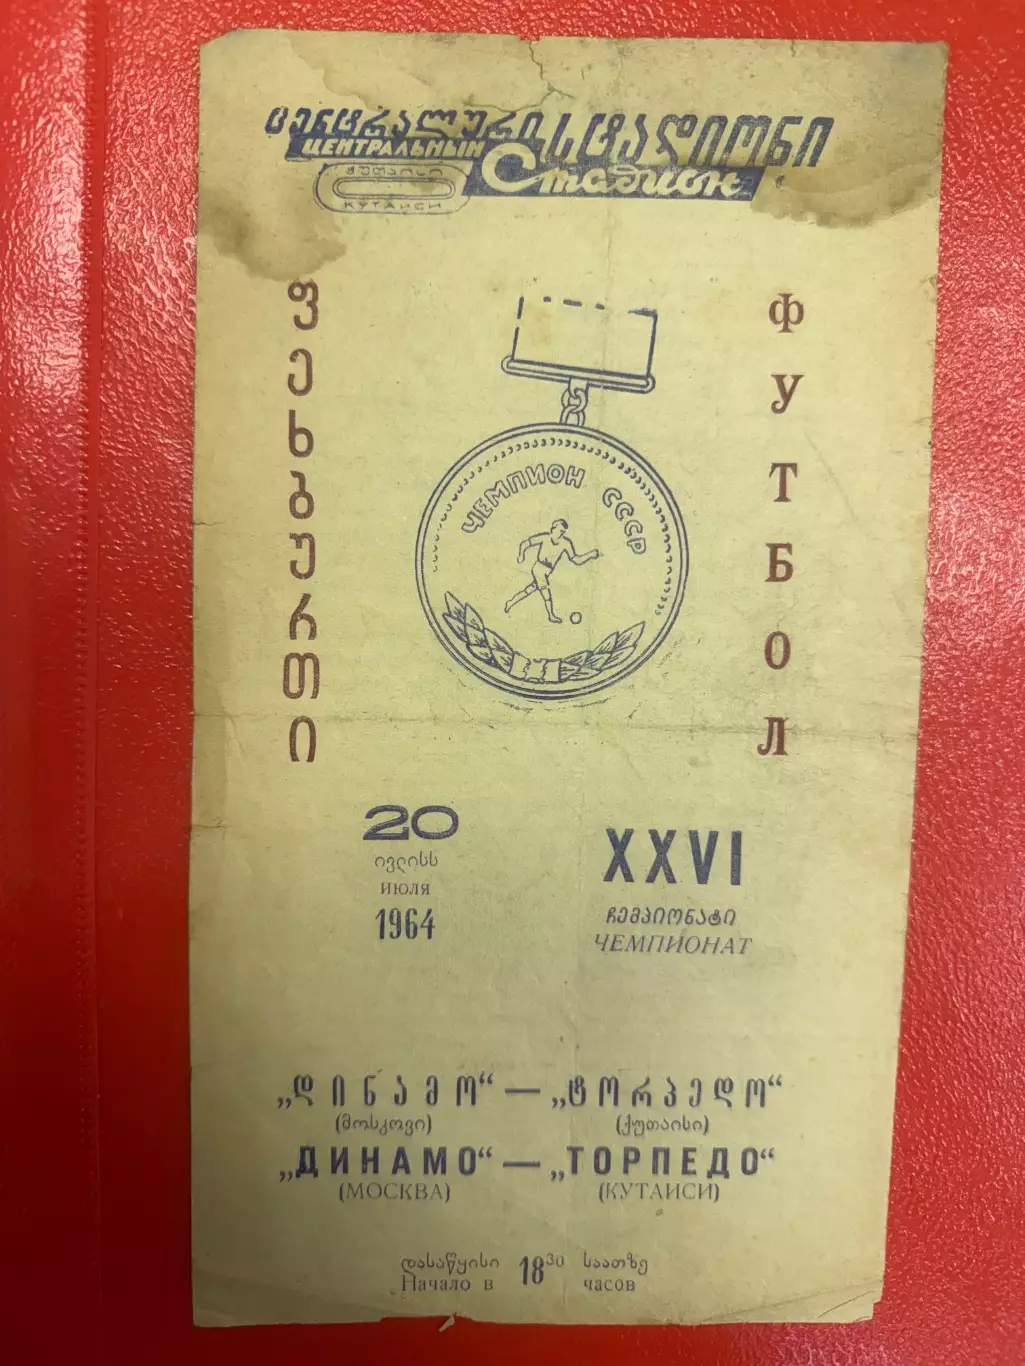 ცენტრალური სტადიონი
ЦЕНТРАЛЬНЫЙ Стадион
ქუთაისი
КУТАИСИ
ფეხბურთი
ФУТБОЛ
ЧЕМПИОН СССР
20
ივლისს
ИЮЛЯ
1964
XXVI
ჩემპიონატი
ЧЕМПИОНАТ
„დინამო“ — „ტორპედო“
(მოსკოვი) (ქუთაისი)
„ДИНАМО“ — „ТОРПЕДО“
(МОСКВА) (КУТАИСИ)
დასაწყისი 18³⁰ საათზე
Начало в часов